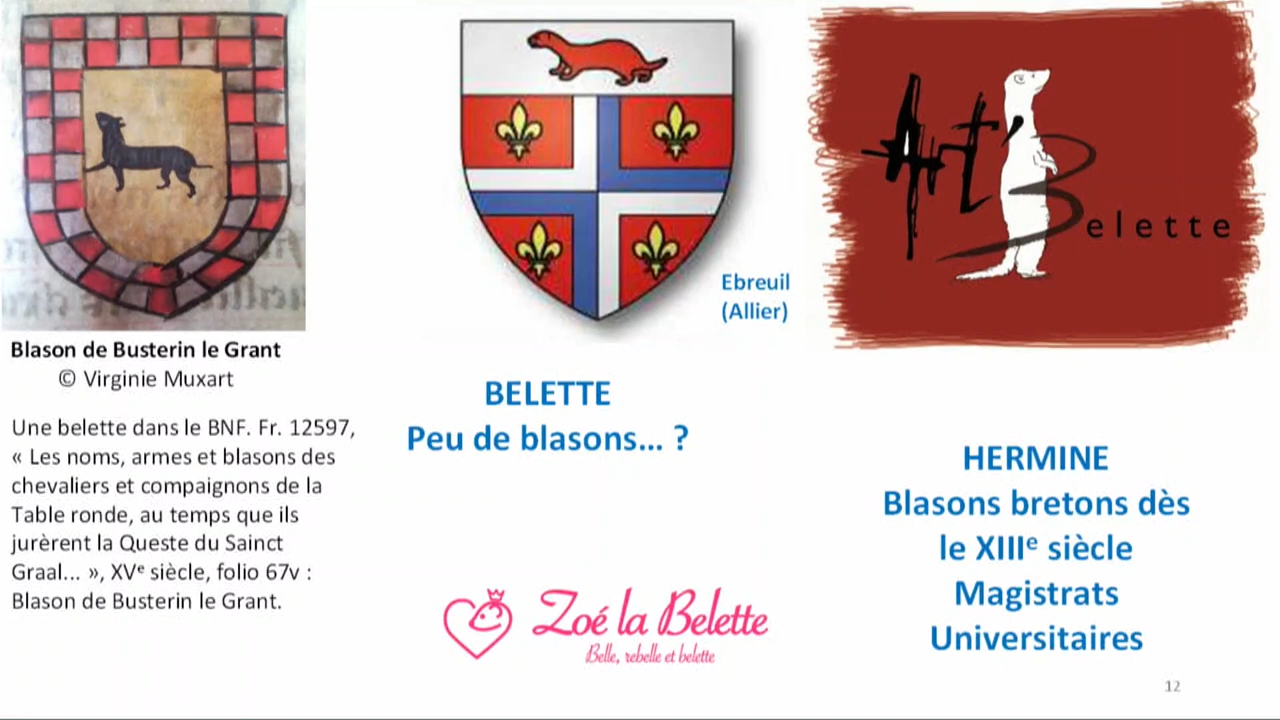 Blason de Busterin le Grant
© Virginie Muxart
Une belette dans le BNF. Fr. 12597,
« Les noms, armes et blasons des
chevaliers et compaignons de la
Table ronde, au temps que ils
jurèrent la Queste du Sainct
Graal... », XVe siècle, folio 67v :
Blason de Busterin le Grant.
Ebreuil
(Allier)
BELETTE
Peu de blasons... ?
Zoé la Belette
Belle, rebelle et belette
Art'
Belette
HERMINE
Blasons bretons dès
le XIIIe siècle
Magistrats
Universitaires
12